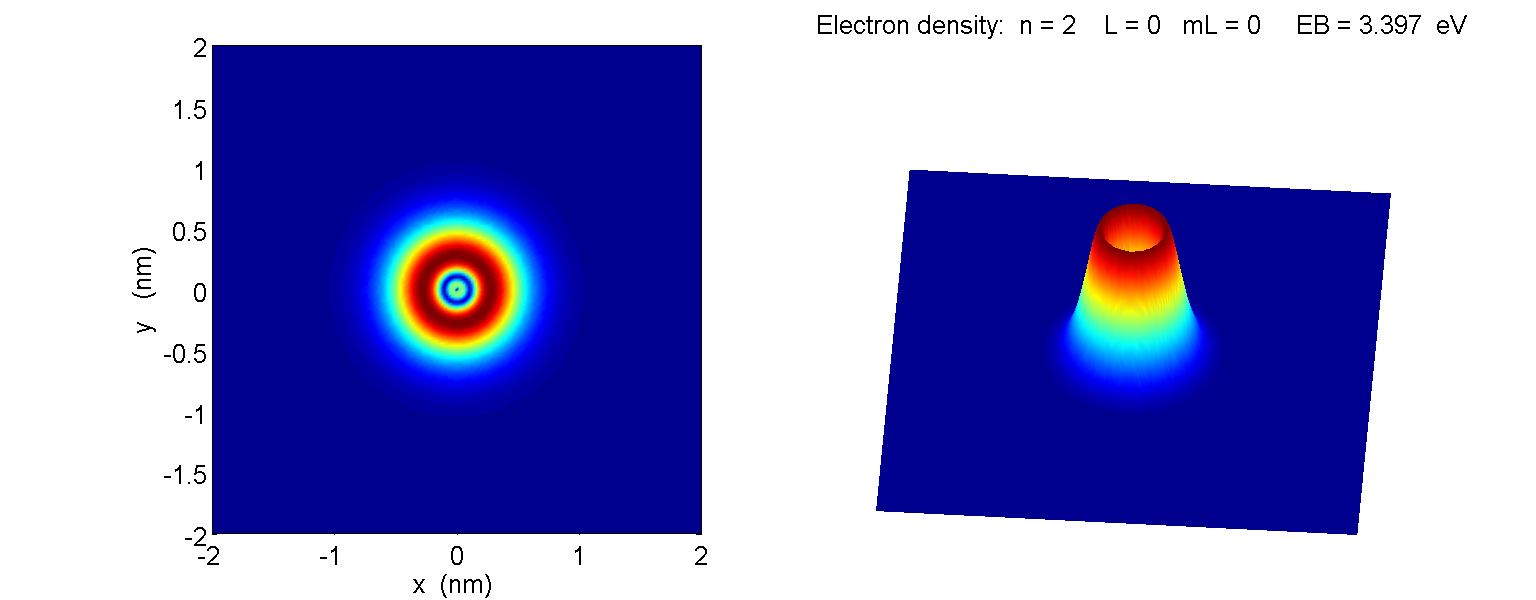 Electron density: n = 2 L = 0 mL = 0 EB = 3.397 eV
2
1.5
1
0.5
0
-0.5
-1
-1.5
-2
y (nm)
-2 -1 0 1 2
x (nm)